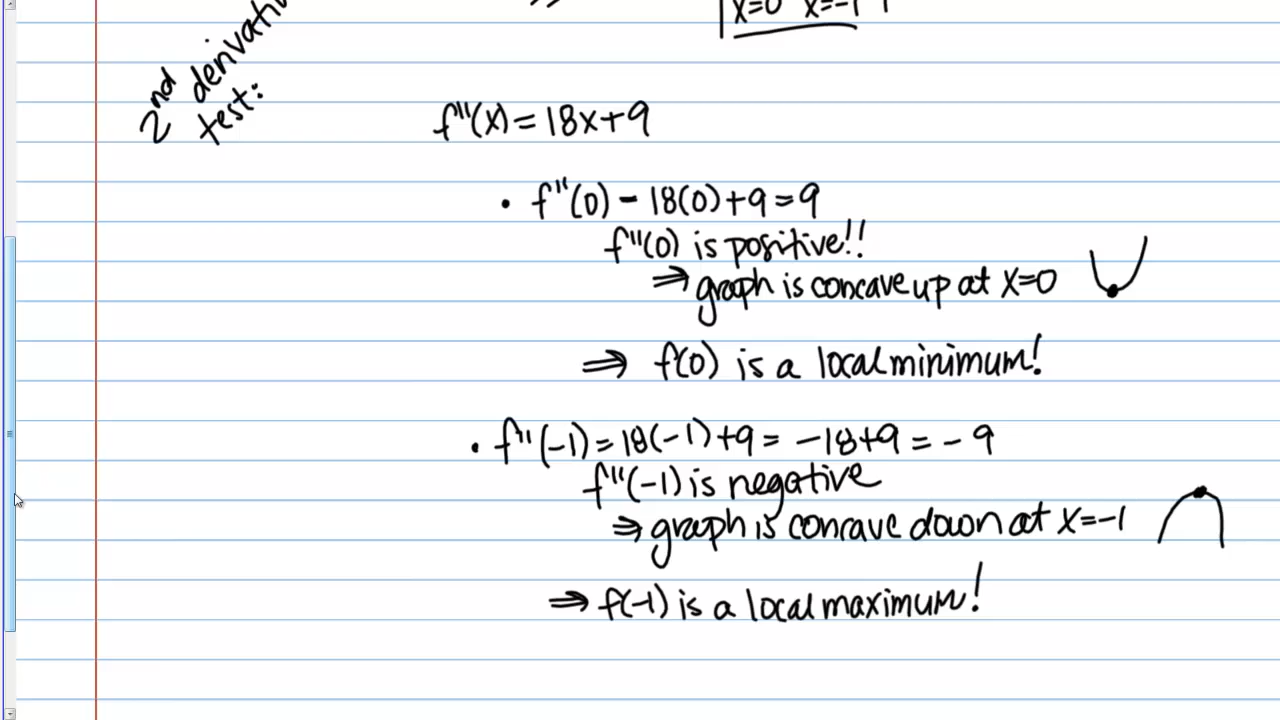 x=0 x=-1
2nd derivative
test:
f"(x) = 18x+9
• f"(0) - 18(0)+9=9
f"(0) is positive!!
⇒ graph is concave up at x=0
⇒ f(0) is a local minimum!
• f"(-1) = 18(-1)+9 = -18+9 = -9
f"(-1) is negative
⇒ graph is concave down at x=-1
⇒ f(-1) is a local maximum!